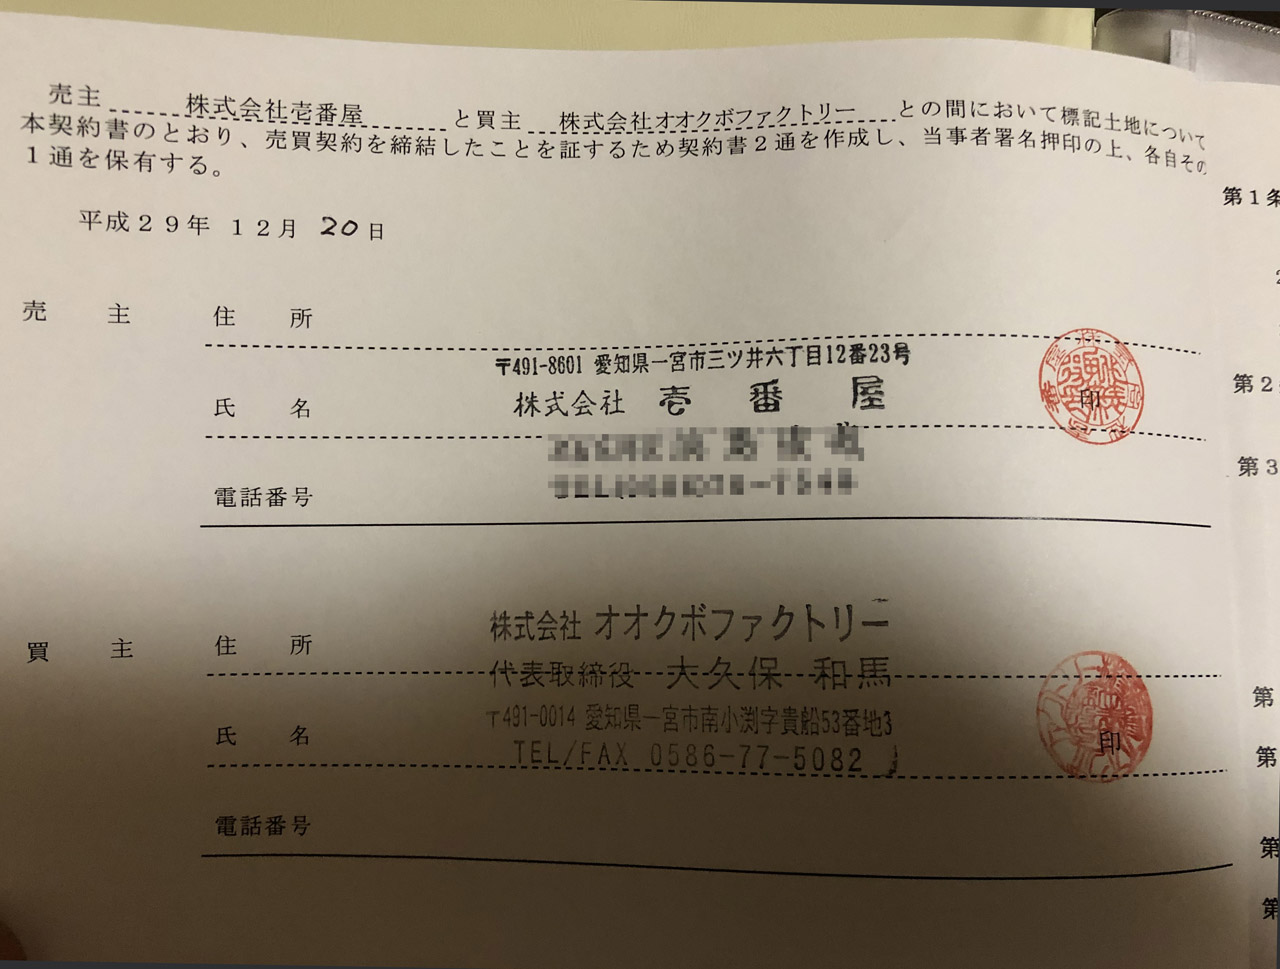 売主 株式会社壱番屋 と買主 株式会社オオクボファクトリー との間において標記土地について
本契約書のとおり、売買契約を締結したことを証するため契約書2通を作成し、当事者署名押印の上、各自その
1通を保有する。
平成29年 12月 20日
売 主 住 所
〒491-8601 愛知県一宮市三ツ井六丁目12番23号
氏 名 株式会社 壱 番 屋 印
電話番号
株式会社 オオクボファクトリー
買 主 住 所
代表取締役 大久保 和馬
〒491-0014 愛知県一宮市南小渕字貴船53番地3
氏 名 印
TEL/FAX 0586-77-5082
電話番号
第1条
2
第2
第3
第
第
第
第